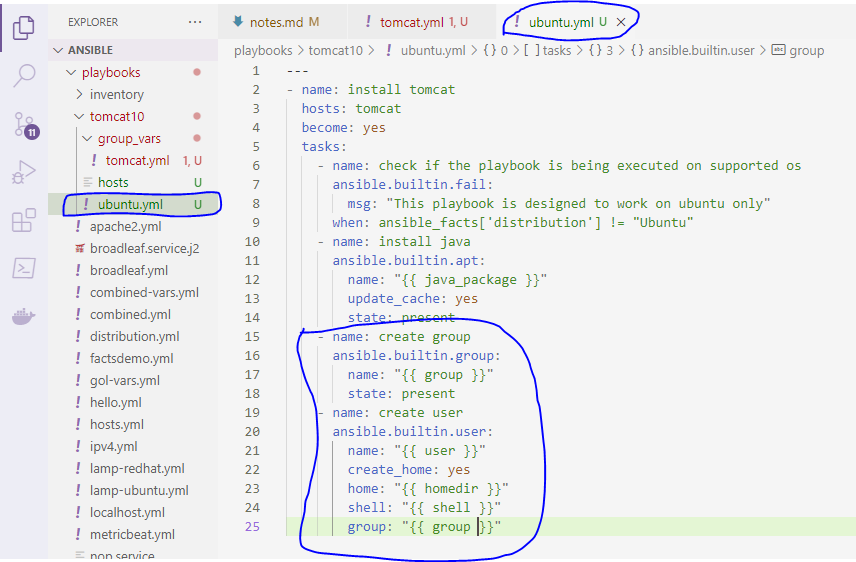 EXPLORER
···
notes.md M
! tomcat.yml 1, U
! ubuntu.yml U ×
ANSIBLE
playbooks
inventory
tomcat10
group_vars
! tomcat.yml 1, U
hosts U
! ubuntu.yml U
! apache2.yml
broadleaf.service.j2
! broadleaf.yml
! combined-vars.yml
! combined.yml
! distribution.yml
! factsdemo.yml
! gol-vars.yml
! hello.yml
! hosts.yml
! ipv4.yml
! lamp-redhat.yml
! lamp-ubuntu.yml
! localhost.yml
! metricbeat.yml
nop.service
11
playbooks > tomcat10 > ! ubuntu.yml > {} 0 > [ ] tasks > {} 3 > {} ansible.builtin.user > abc group
1 ---
2 - name: install tomcat
3 hosts: tomcat
4 become: yes
5 tasks:
6 - name: check if the playbook is being executed on supported os
7 ansible.builtin.fail:
8 msg: "This playbook is designed to work on ubuntu only"
9 when: ansible_facts['distribution'] != "Ubuntu"
10 - name: install java
11 ansible.builtin.apt:
12 name: "{{ java_package }}"
13 update_cache: yes
14 state: present
15 - name: create group
16 ansible.builtin.group:
17 name: "{{ group }}"
18 state: present
19 - name: create user
20 ansible.builtin.user:
21 name: "{{ user }}"
22 create_home: yes
23 home: "{{ homedir }}"
24 shell: "{{ shell }}"
25 group: "{{ group }}"